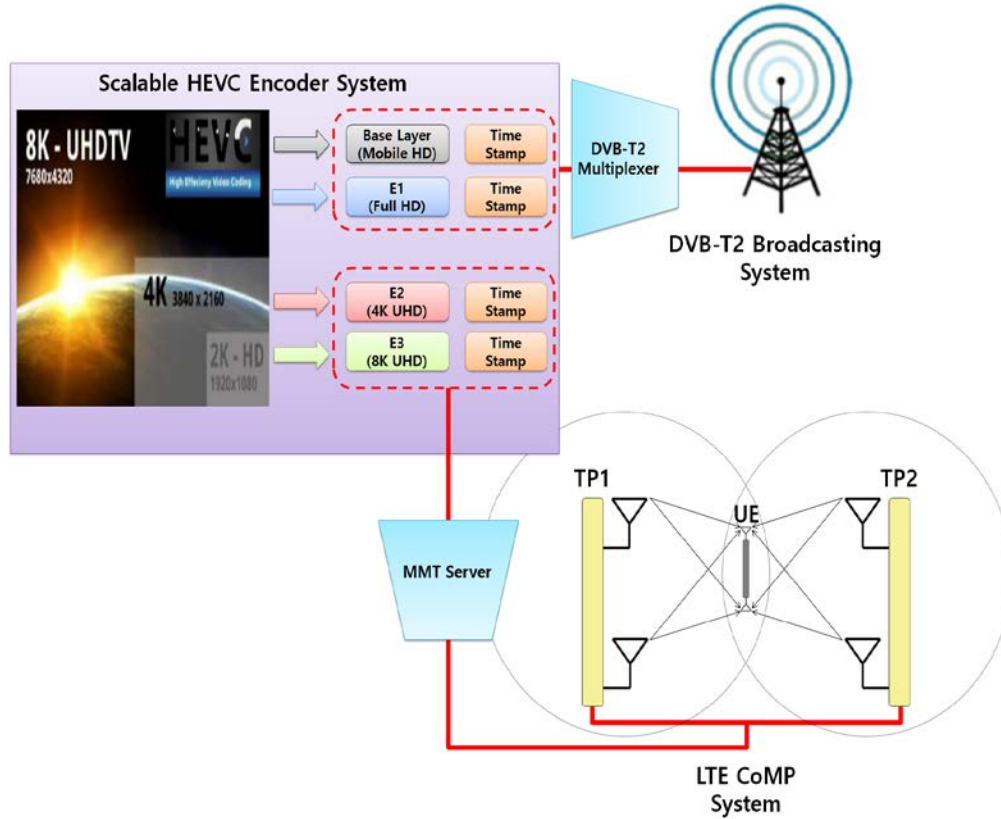 Scalable HEVC Encoder System
8K - UHDTV
7680x4320
HEVC
High Effeciency Video Coding
4K 3840 x 2160
2K - HD
1920x1080
Base Layer
(Mobile HD)
Time
Stamp
E1
(Full HD)
Time
Stamp
E2
(4K UHD)
Time
Stamp
E3
(8K UHD)
Time
Stamp
DVB-T2
Multiplexer
DVB-T2 Broadcasting
System
MMT Server
TP1
UE
TP2
LTE CoMP
System